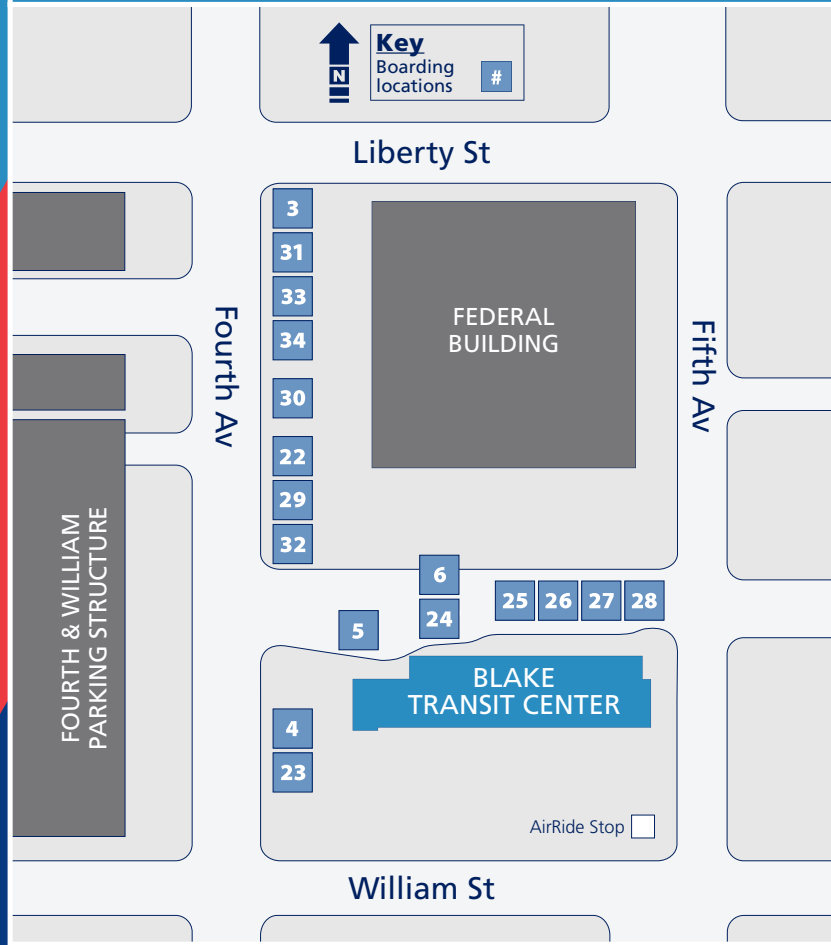 Key
Boarding
locations
#
N
Liberty St
3
31
33
34
30
22
29
32
FEDERAL
BUILDING
Fourth Av
Fifth Av
FOURTH & WILLIAM
PARKING STRUCTURE
6
24
5
25 26 27 28
BLAKE
TRANSIT CENTER
4
23
AirRide Stop
William St